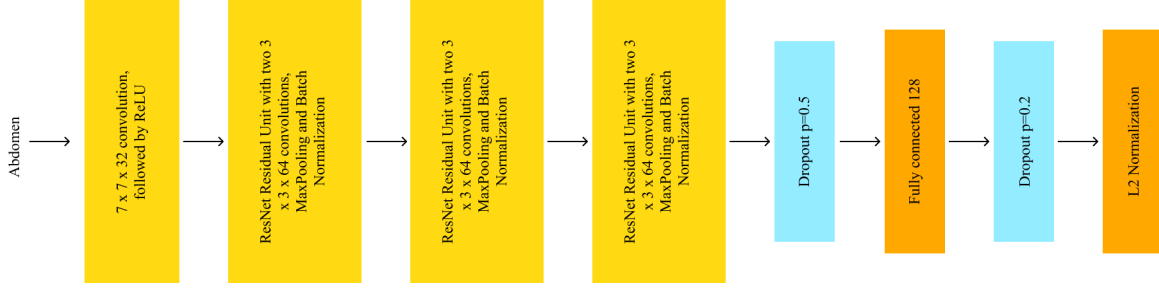 Abdomen
7 x 7 x 32 convolution,
followed by ReLU
ResNet Residual Unit with two 3
x 3 x 64 convolutions,
MaxPooling and Batch
Normalization
ResNet Residual Unit with two 3
x 3 x 64 convolutions,
MaxPooling and Batch
Normalization
ResNet Residual Unit with two 3
x 3 x 64 convolutions,
MaxPooling and Batch
Normalization
Dropout p=0.5
Fully connected 128
Dropout p=0.2
L2 Normalization